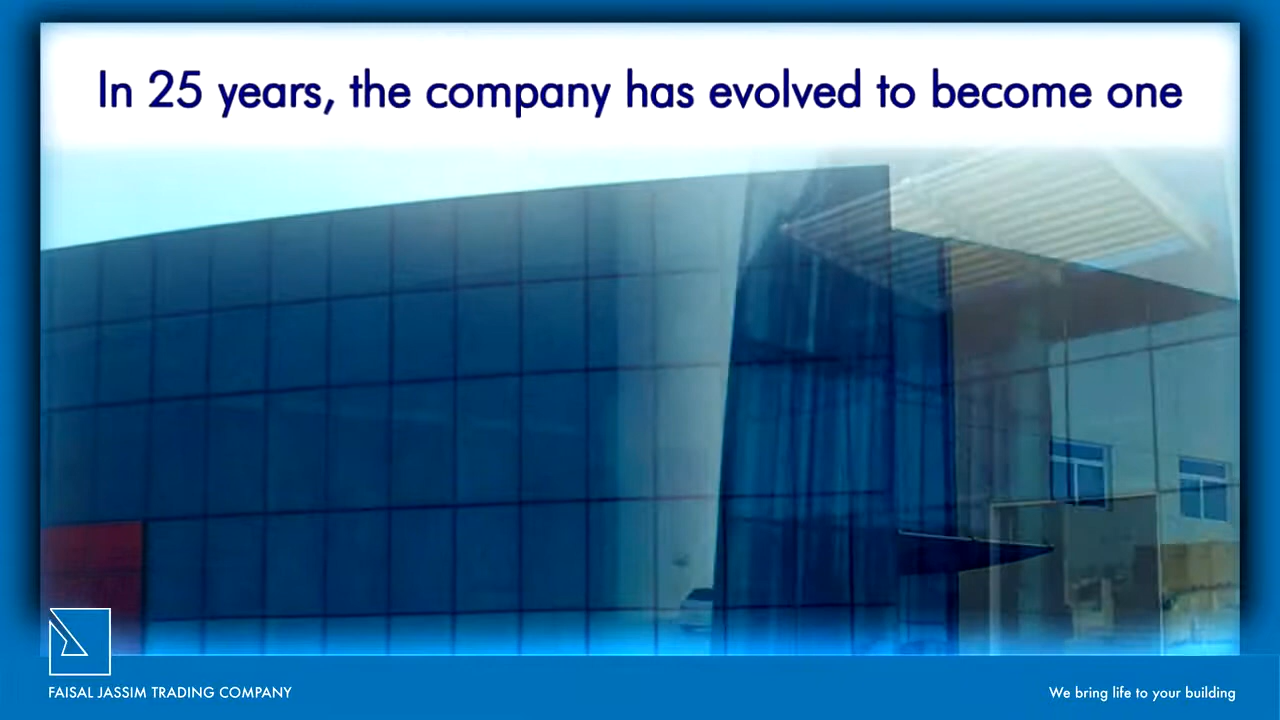 In 25 years, the company has evolved to become one
FAISAL JASSIM TRADING COMPANY
We bring life to your building